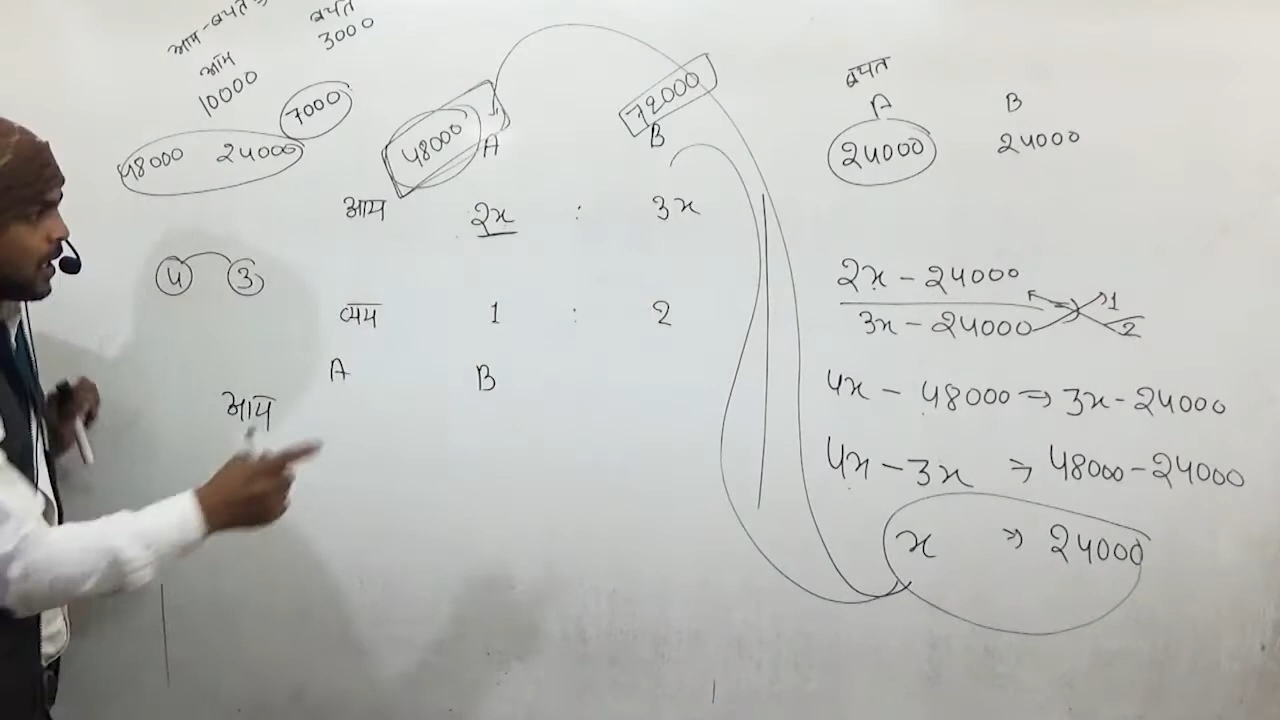 आय-बचत=
बचत
आय 3000
10000
7000
48000 24000
48000 A
72000 B
आय 2x : 3x
4 3
व्यय 1 : 2
A B
आय
बचत
A B
24000 24000
2x - 24000 1
3x - 24000 2
4x - 48000 ⇒ 3x - 24000
4x - 3x ⇒ 48000 - 24000
x ⇒ 24000